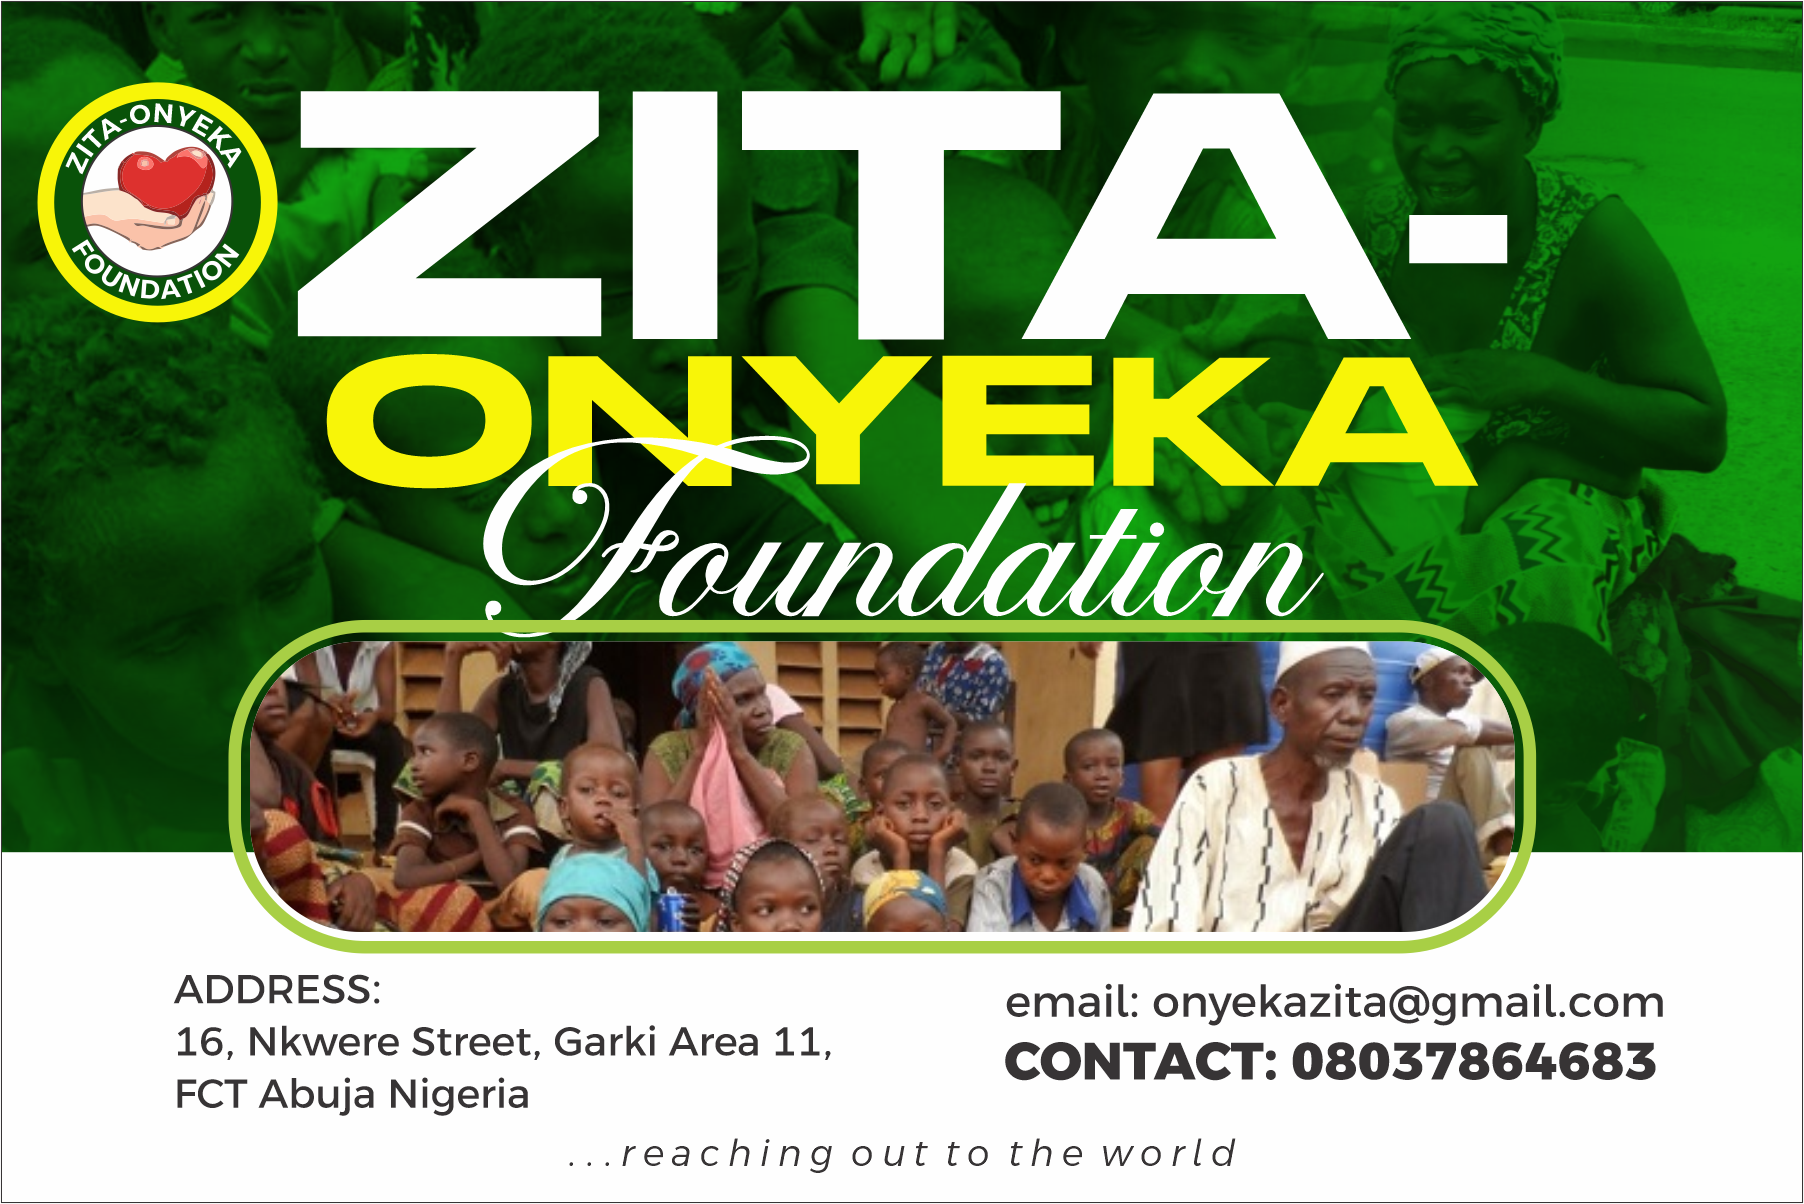 ZITA-ONYEKA
FOUNDATION
ZITA-
ONYEKA
Foundation
ADDRESS:
16, Nkwere Street, Garki Area 11,
FCT Abuja Nigeria
email: onyekazita@gmail.com
CONTACT: 08037864683
...reaching out to the world